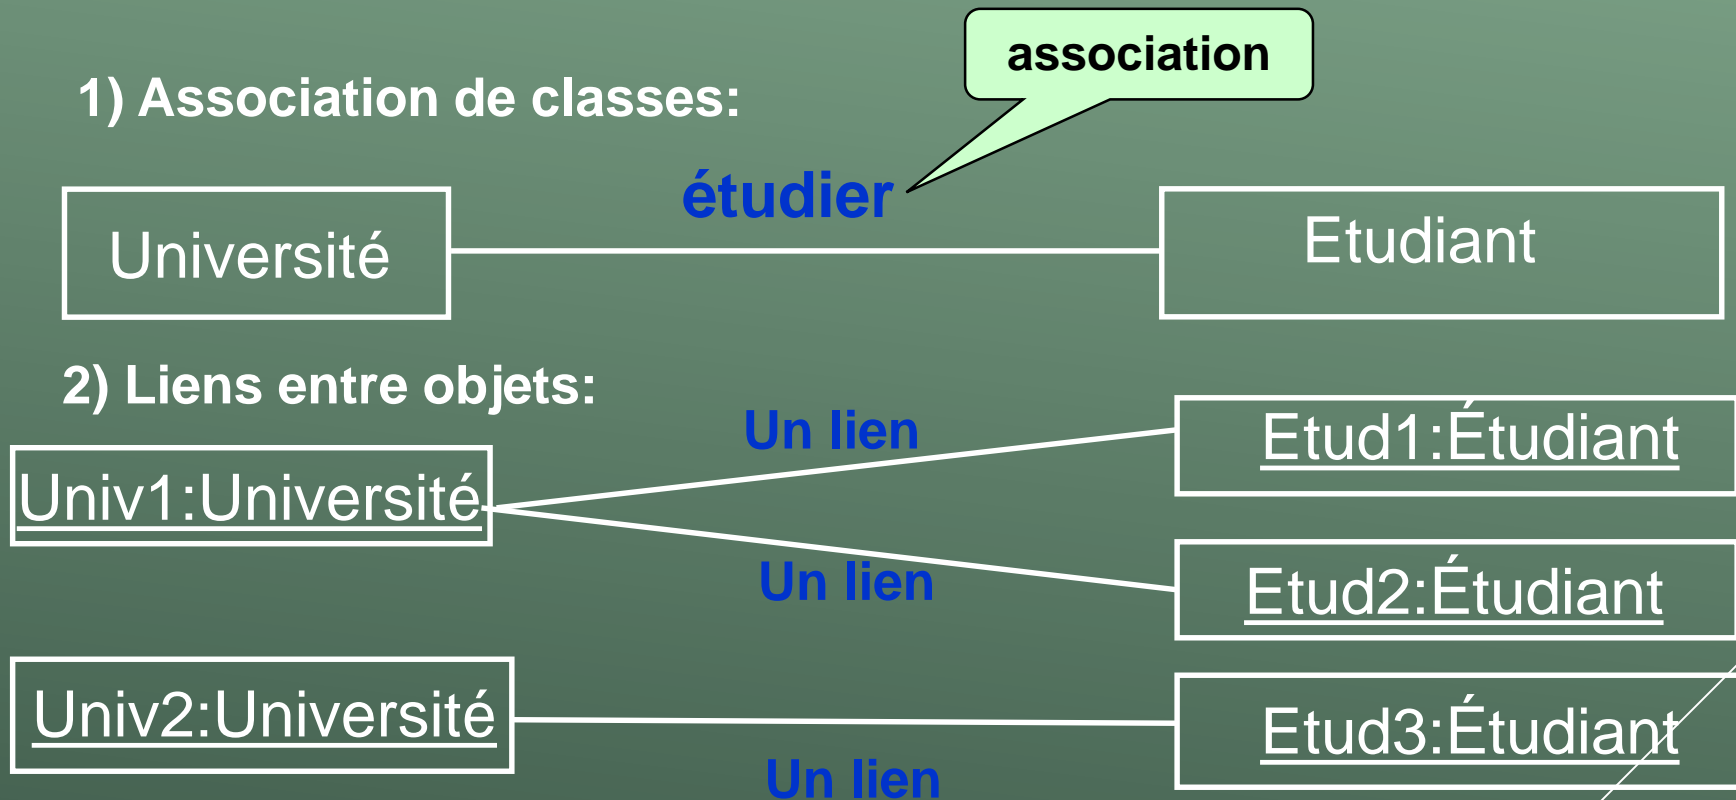 association
1) Association de classes:
étudier
Université
Etudiant
2) Liens entre objets:
Un lien
Etud1:Étudiant
Univ1:Université
Un lien
Etud2:Étudiant
Univ2:Université
Etud3:Étudiant
Un lien